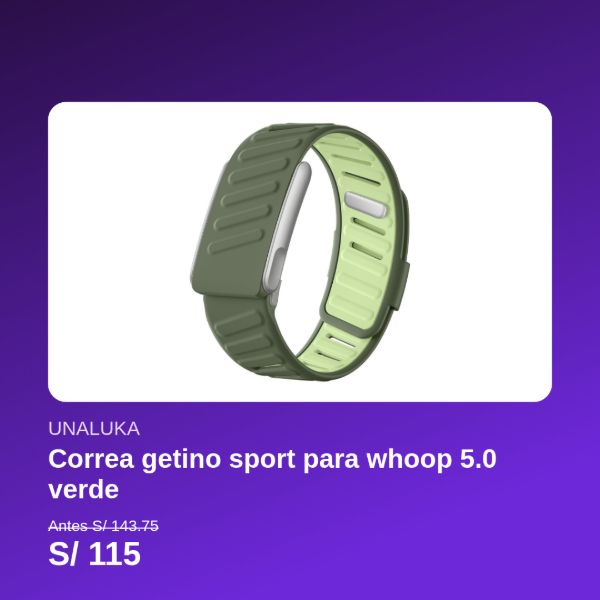 UNALUKA
Correa getino sport para whoop 5.0
verde
Antes S/ 143.75
S/ 115